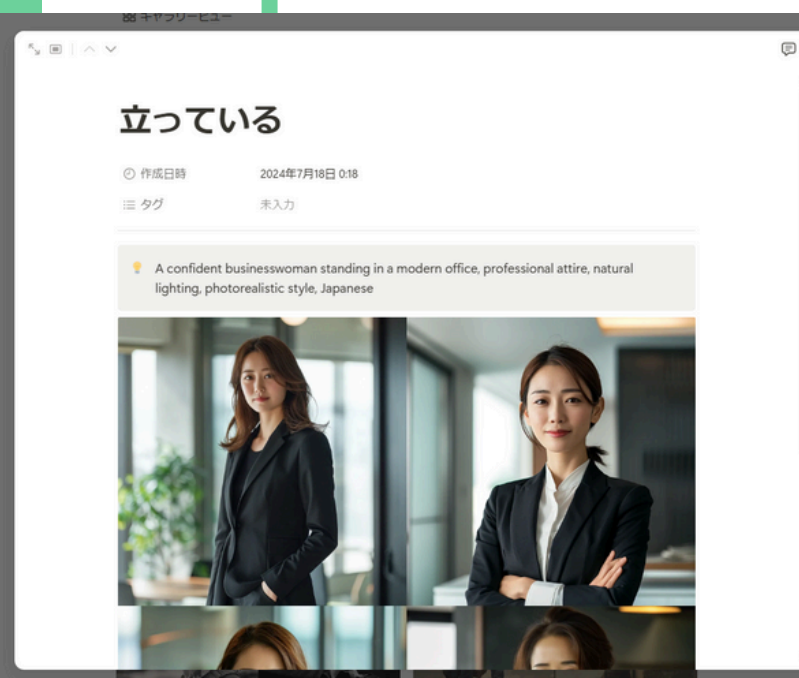 ギャラリービュー
立っている
作成日時 2024年7月18日 0:18
タグ 未入力
A confident businesswoman standing in a modern office, professional attire, natural
lighting, photorealistic style, Japanese